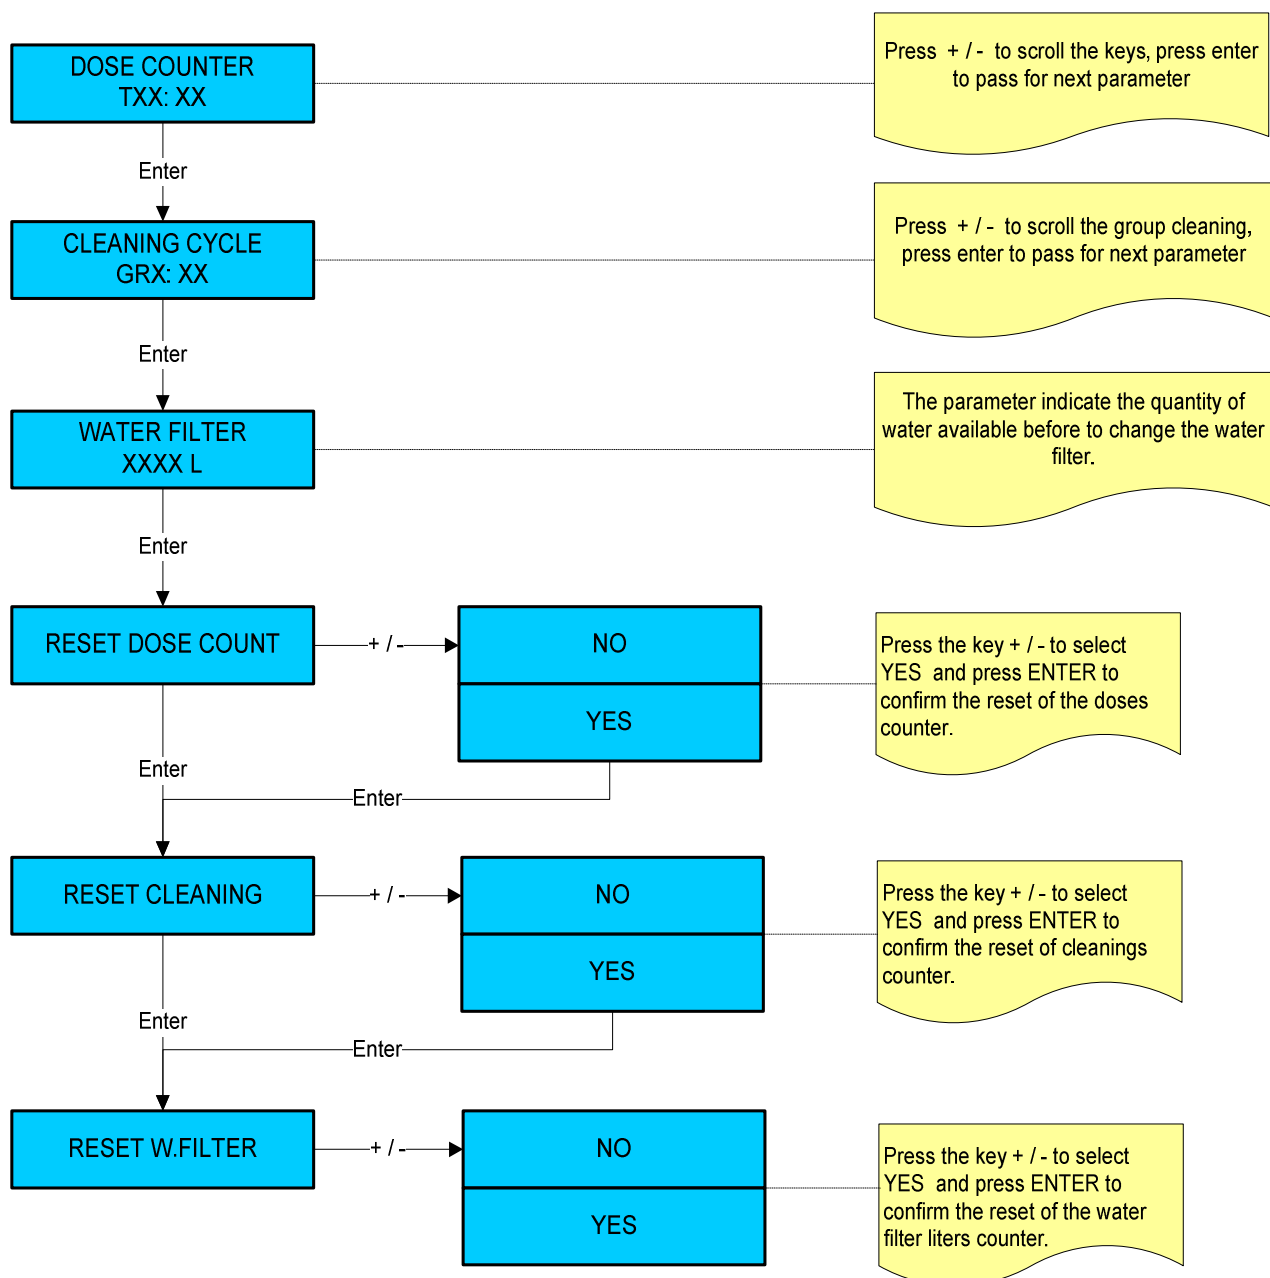 DOSE COUNTER
TXX: XX
Press + / - to scroll the keys, press enter
to pass for next parameter
Enter
CLEANING CYCLE
GRX: XX
Press + / - to scroll the group cleaning,
press enter to pass for next parameter
Enter
WATER FILTER
XXXX L
The parameter indicate the quantity of
water available before to change the water
filter.
Enter
RESET DOSE COUNT
+ / -
NO
YES
Press the key + / - to select
YES and press ENTER to
confirm the reset of the doses
counter.
Enter
Enter
RESET CLEANING
+ / -
NO
YES
Press the key + / - to select
YES and press ENTER to
confirm the reset of cleanings
counter.
Enter
Enter
RESET W.FILTER
+ / -
NO
YES
Press the key + / - to select
YES and press ENTER to
confirm the reset of the water
filter liters counter.